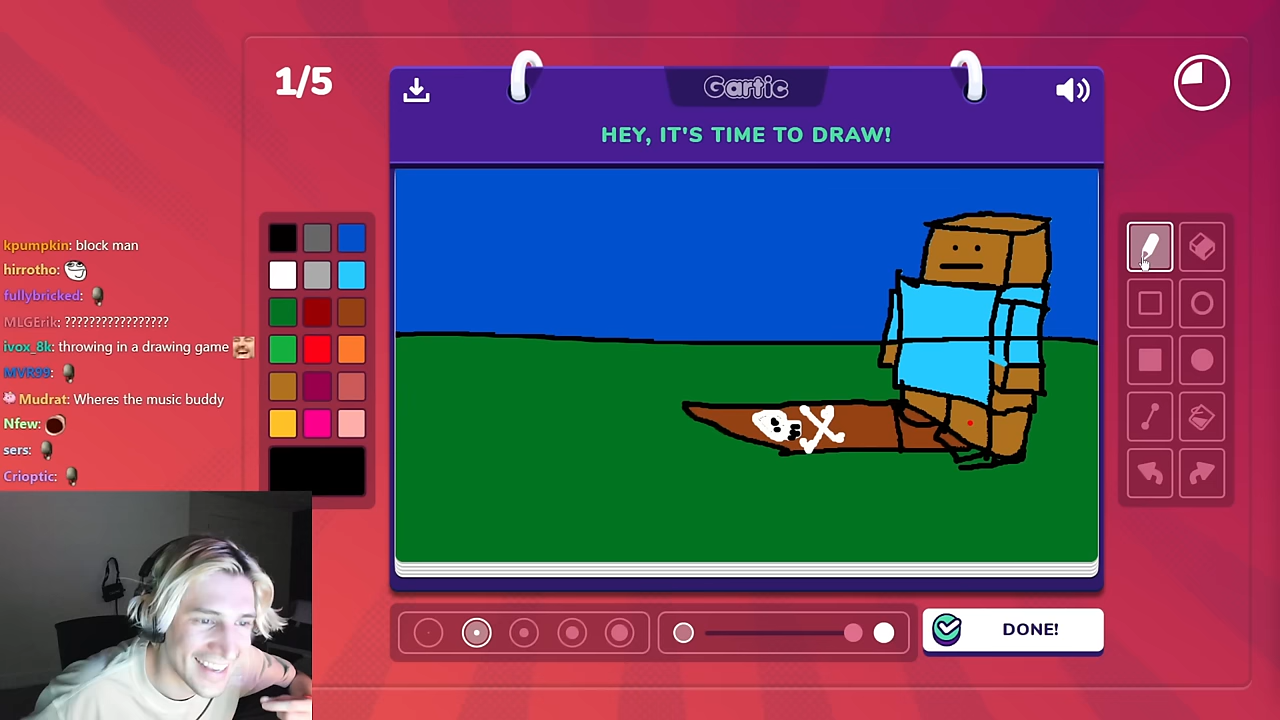 1/5
Gartic
HEY, IT'S TIME TO DRAW!
kpumpkin: block man
hirrotho:
fullybricked:
MLGErik: ?????????????????
ivox_8k: throwing in a drawing game
MVR99:
Mudrat: Wheres the music buddy
Nfew:
sers:
Crioptic:
DONE!